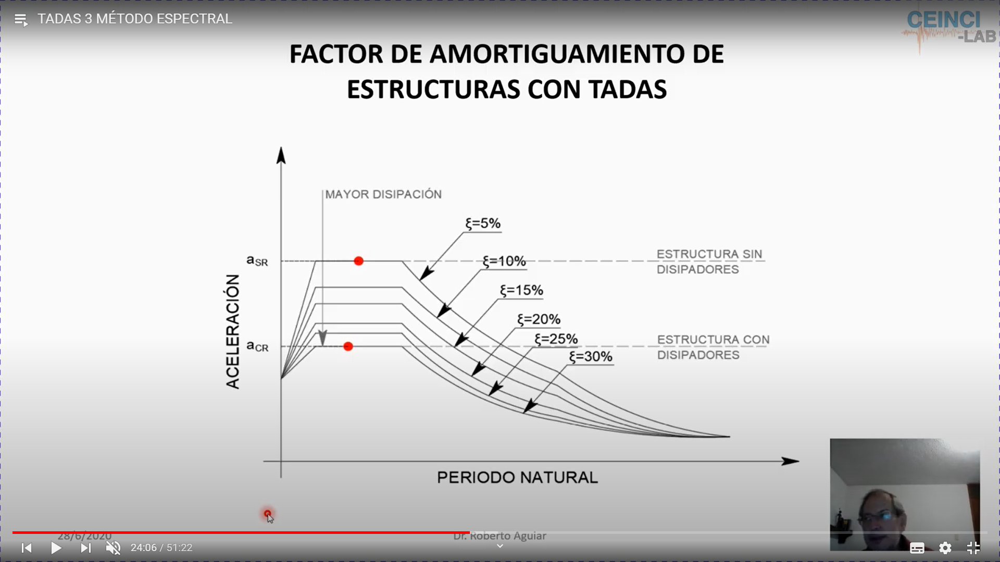 TADAS 3 MÉTODO ESPECTRAL
CEINCI
-LAB
FACTOR DE AMORTIGUAMIENTO DE
ESTRUCTURAS CON TADAS
MAYOR DISIPACIÓN
ξ=5%
ξ=10%
ξ=15%
ξ=20%
ξ=25%
ξ=30%
aSR
aCR
ESTRUCTURA SIN
DISIPADORES
ESTRUCTURA CON
DISIPADORES
ACELERACIÓN
PERIODO NATURAL
28/6/2020
Dr. Roberto Aguiar
24:06 / 51:22